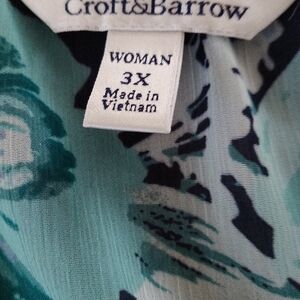 Croft&Barrow
WOMAN
3X
Made in
Vietnam